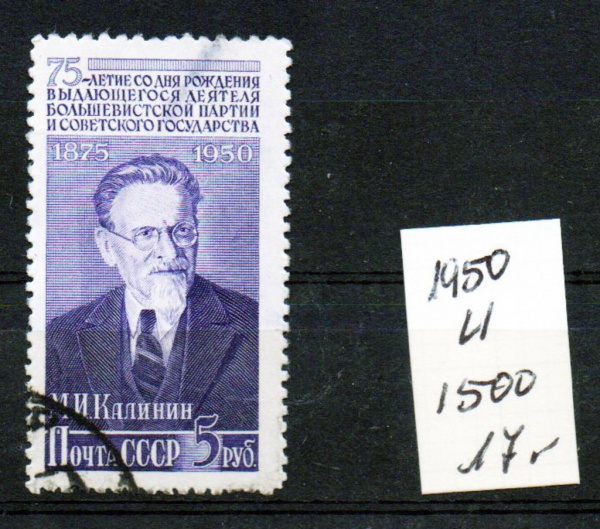 75-ЛЕТИЕ СО ДНЯ РОЖДЕНИЯ
ВЫДАЮЩЕГОСЯ ДЕЯТЕЛЯ
БОЛЬШЕВИСТСКОЙ ПАРТИИ
И СОВЕТСКОГО ГОСУДАРСТВА
1875 1950
М.И.КАЛИНИН
ПОЧТА СССР 5 РУБ.
1950
1500
17